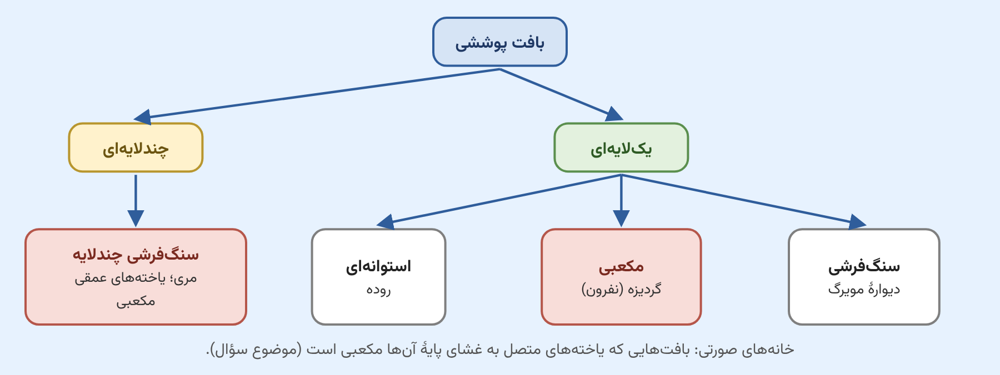 بافت پوششی
یک‌لایه‌ای
چندلایه‌ای
سنگ‌فرشی
دیوارهٔ مویرگ
مکعبی
گردیزه (نفرون)
استوانه‌ای
روده
سنگ‌فرشی چندلایه
مری؛ یاخته‌های عمقی
مکعبی
خانه‌های صورتی: بافت‌هایی که یاخته‌های متصل به غشای پایهٔ آن‌ها مکعبی است (موضوع سؤال).